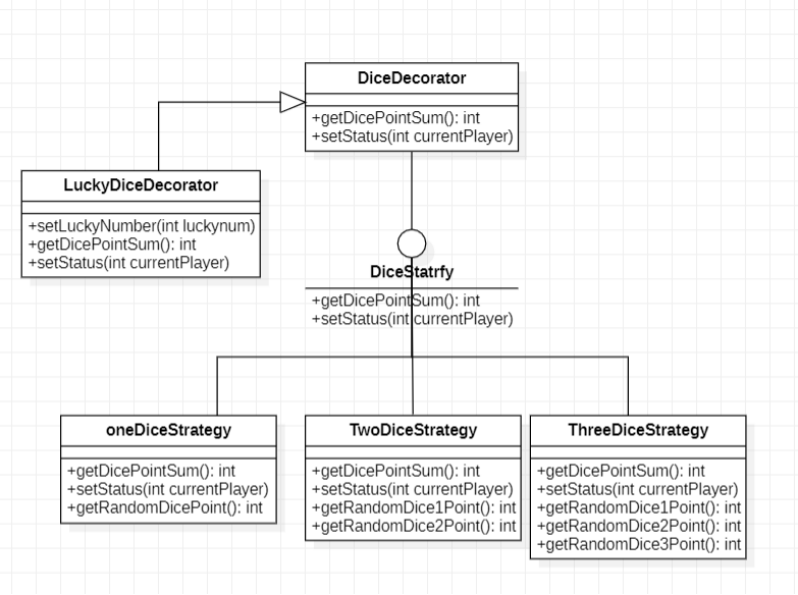 DiceDecorator
+getDicePointSum(): int
+setStatus(int currentPlayer)
LuckyDiceDecorator
+setLuckyNumber(int luckynum)
+getDicePointSum(): int
+setStatus(int currentPlayer)
DiceStatrfy
+getDicePointSum(): int
+setStatus(int currentPlayer)
oneDiceStrategy
+getDicePointSum(): int
+setStatus(int currentPlayer)
+getRandomDicePoint(): int
TwoDiceStrategy
+getDicePointSum(): int
+setStatus(int currentPlayer)
+getRandomDice1Point(): int
+getRandomDice2Point(): int
ThreeDiceStrategy
+getDicePointSum(): int
+setStatus(int currentPlayer)
+getRandomDice1Point(): int
+getRandomDice2Point(): int
+getRandomDice3Point(): int